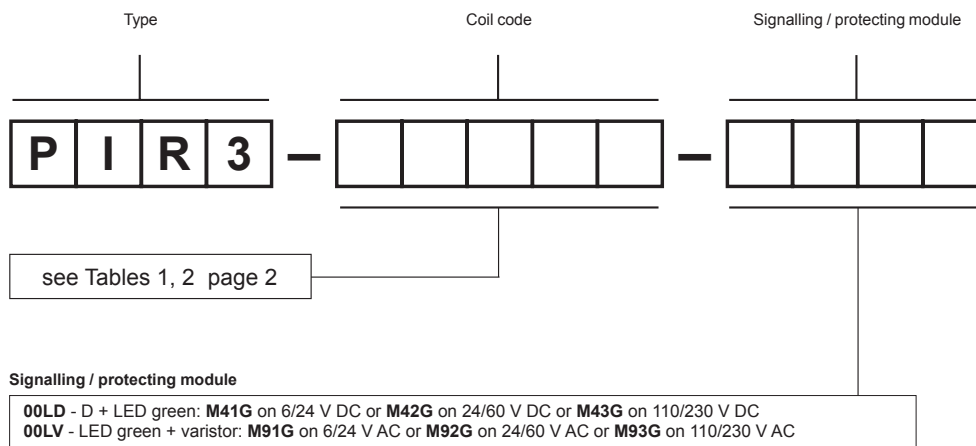 Type Coil code Signalling / protecting module
P I R 3 – –
see Tables 1, 2 page 2
Signalling / protecting module
00LD - D + LED green: M41G on 6/24 V DC or M42G on 24/60 V DC or M43G on 110/230 V DC
00LV - LED green + varistor: M91G on 6/24 V AC or M92G on 24/60 V AC or M93G on 110/230 V AC